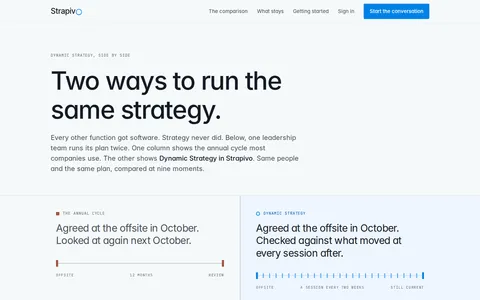 Strapivo
The comparison
What stays
Getting started
Sign in
Start the conversation
DYNAMIC STRATEGY, SIDE BY SIDE
Two ways to run the
same strategy.
Every other function got software. Strategy never did. Below, one leadership
team runs its plan twice. One column shows the annual cycle most
companies use. The other shows Dynamic Strategy in Strapivo. Same people
and the same plan, compared at nine moments.
THE ANNUAL CYCLE
Agreed at the offsite in October.
Looked at again next October.
OFFSITE
12 MONTHS
REVIEW
DYNAMIC STRATEGY
Agreed at the offsite in October.
Checked against what moved at
every session after.
OFFSITE
A SESSION EVERY TWO WEEKS
STILL CURRENT